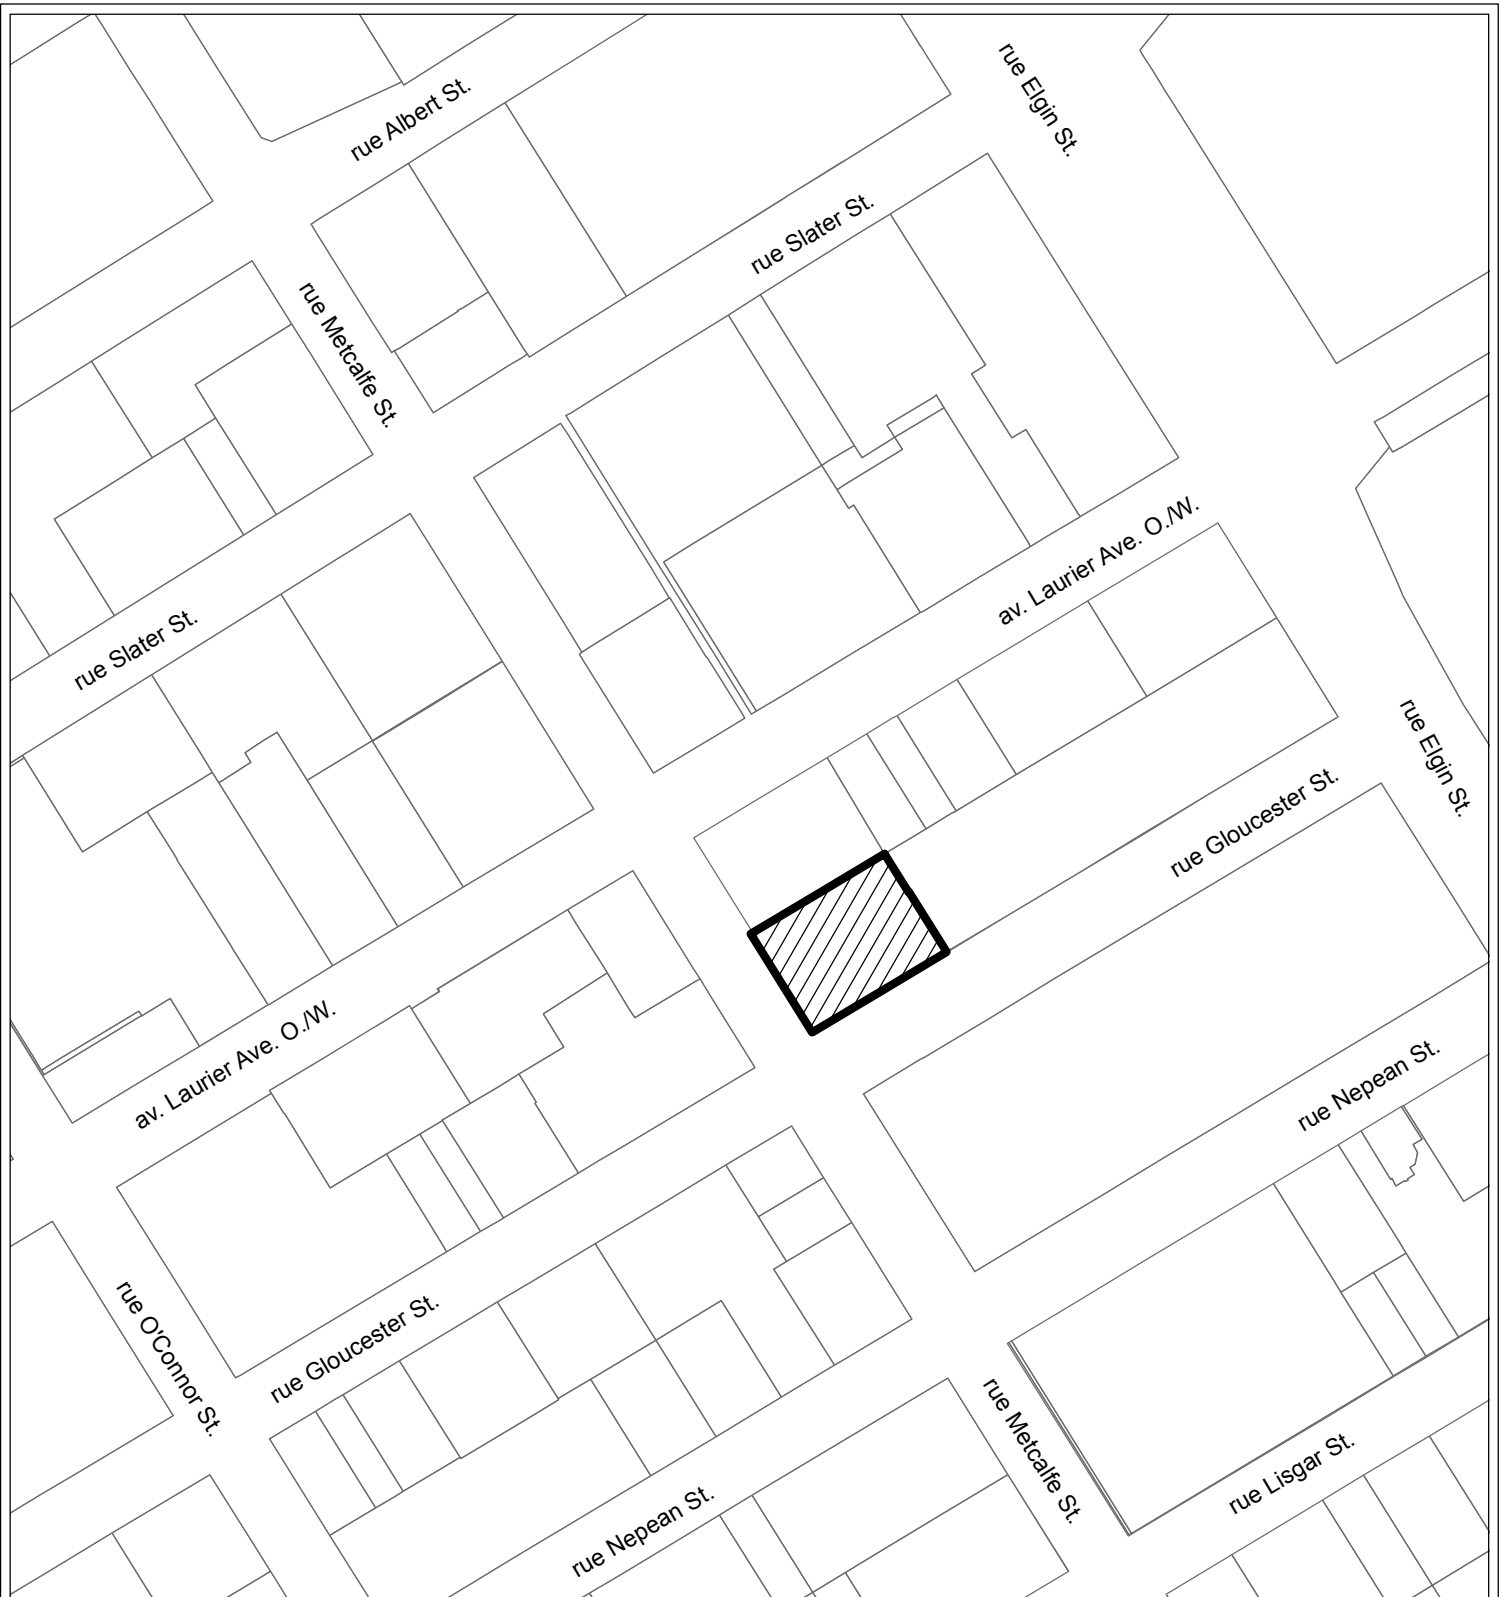 rue Elgin St.
rue Albert St.
rue Slater St.
rue Metcalfe St.
av. Laurier Ave. O./W.
rue Slater St.
rue Elgin St.
rue Gloucester St.
av. Laurier Ave. O./W.
rue Nepean St.
rue O'Connor St.
rue Gloucester St.
rue Metcalfe St.
rue Lisgar St.
rue Nepean St.